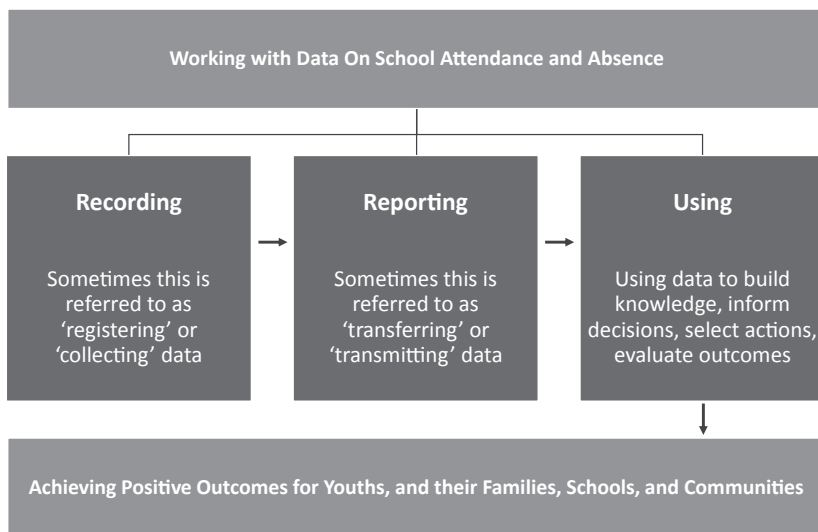 Working with Data On School Attendance and Absence
Recording
Sometimes this is
referred to as
‘registering’ or
‘collecting’ data
Reporting
Sometimes this is
referred to as
‘transferring’ or
‘transmitting’ data
Using
Using data to build
knowledge, inform
decisions, select actions,
evaluate outcomes
Achieving Positive Outcomes for Youths, and their Families, Schools, and Communities